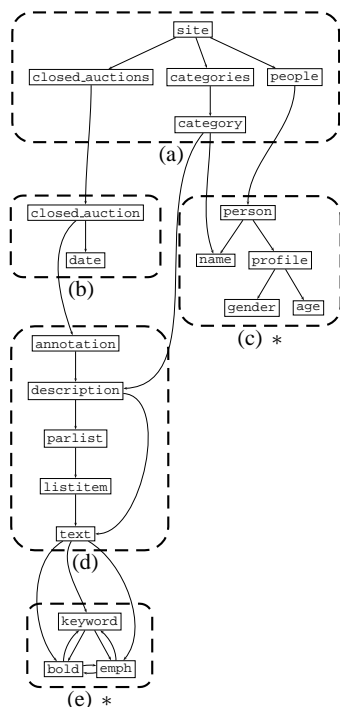 site
closed_auctions categories people
category
(a)
closed_auction person
date name profile
(b)
gender age
(c) *
annotation
description
parlist
listitem
text
(d)
keyword
bold emph
(e) *